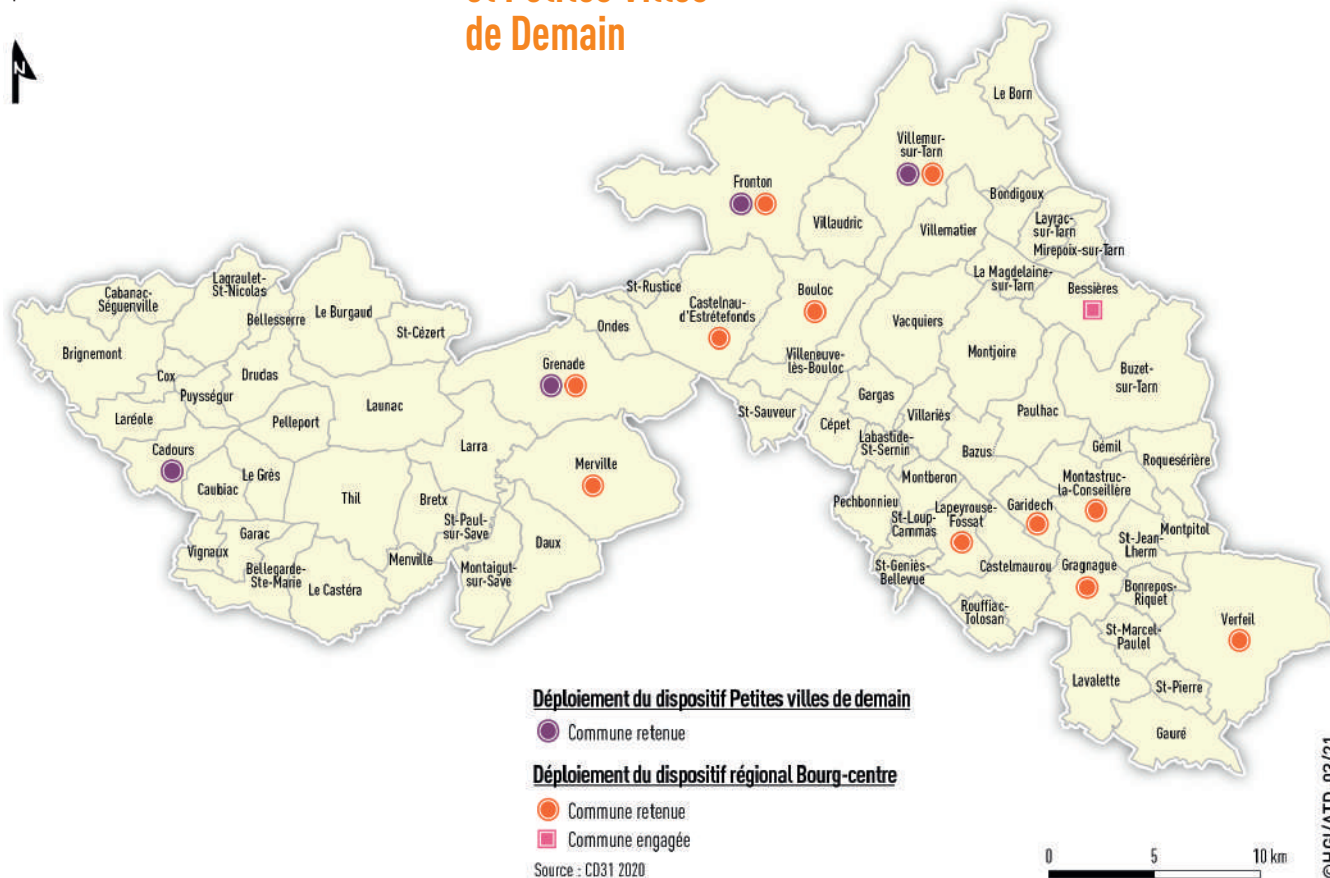 de Demain
N
Le Born
Villemur-
sur-Tarn
Fronton
Bondigoux
Villaudric
Villematier
Layrac-
sur-Tarn
Mirepoix-sur-Tarn
La Magdelaine-
sur-Tarn
Bessières
Lagraulet-
St-Nicolas
Cabanac-
Séguenville
Bellesserre
Le Burgaud
St-Cézert
St-Rustice
Ondes
Castelnau-
d'Estrétefonds
Bouloc
Vacquiers
Villeneuve-
lès-Bouloc
Montjoire
Buzet-
sur-Tarn
Brignemont
Cox
Drudas
Puysségur
Grenade
Laréole
Pelleport
Launac
St-Sauveur
Gargas
Cépet
Villariès
Paulhac
Labastide-
St-Sernin
Bazus
Gémil
Roquesérière
Cadours
Caubiac
Le Grès
Larra
Merville
Thil
Bretx
St-Paul-
sur-Save
Montberon
Pechbonnieu
St-Loup-
Cammas
Lapeyrouse-
Fossat
Garidech
Montastruc-
la-Conseillère
Montpitol
St-Jean-
Lherm
Garac
Vignaux
Bellegarde-
Ste-Marie
Le Castéra
Menville
Montaigut-
sur-Save
Daux
St-Geniès-
Bellevue
Castelmaurou
Gragnague
Bonrepos-
Riquet
Rouffiac-
Tolosan
St-Marcel-
Paulel
Verfeil
Lavalette
St-Pierre
Gauré
Déploiement du dispositif Petites villes de demain
Commune retenue
Déploiement du dispositif régional Bourg-centre
Commune retenue
Commune engagée
Source : CD31 2020
0 5 10 km
©HGI/ATD 03/21